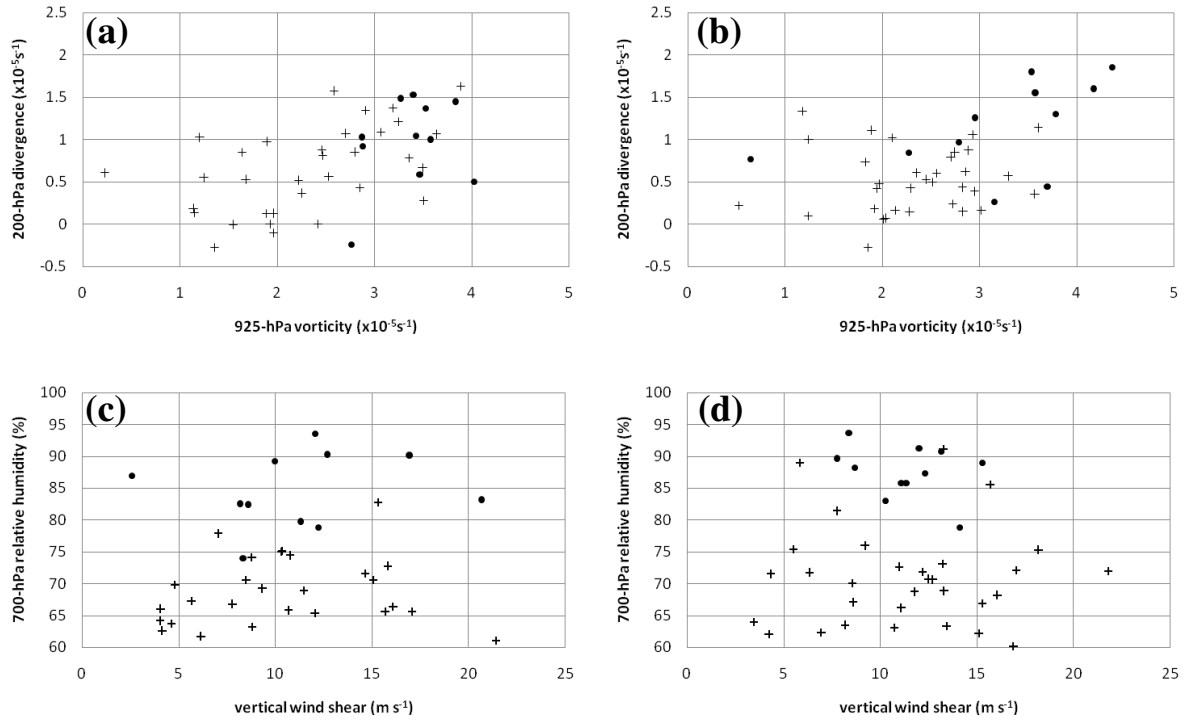 (a)
2.5
2
1.5
1
0.5
0
-0.5
200-hPa divergence (x10⁻⁵s⁻¹)
0 1 2 3 4 5
925-hPa vorticity (x10⁻⁵s⁻¹)
(b)
2.5
2
1.5
1
0.5
0
-0.5
200-hPa divergence (x10⁻⁵s⁻¹)
0 1 2 3 4 5
925-hPa vorticity (x10⁻⁵s⁻¹)
(c)
100
95
90
85
80
75
70
65
60
700-hPa relative humidity (%)
0 5 10 15 20 25
vertical wind shear (m s⁻¹)
(d)
100
95
90
85
80
75
70
65
60
700-hPa relative humidity (%)
0 5 10 15 20 25
vertical wind shear (m s⁻¹)